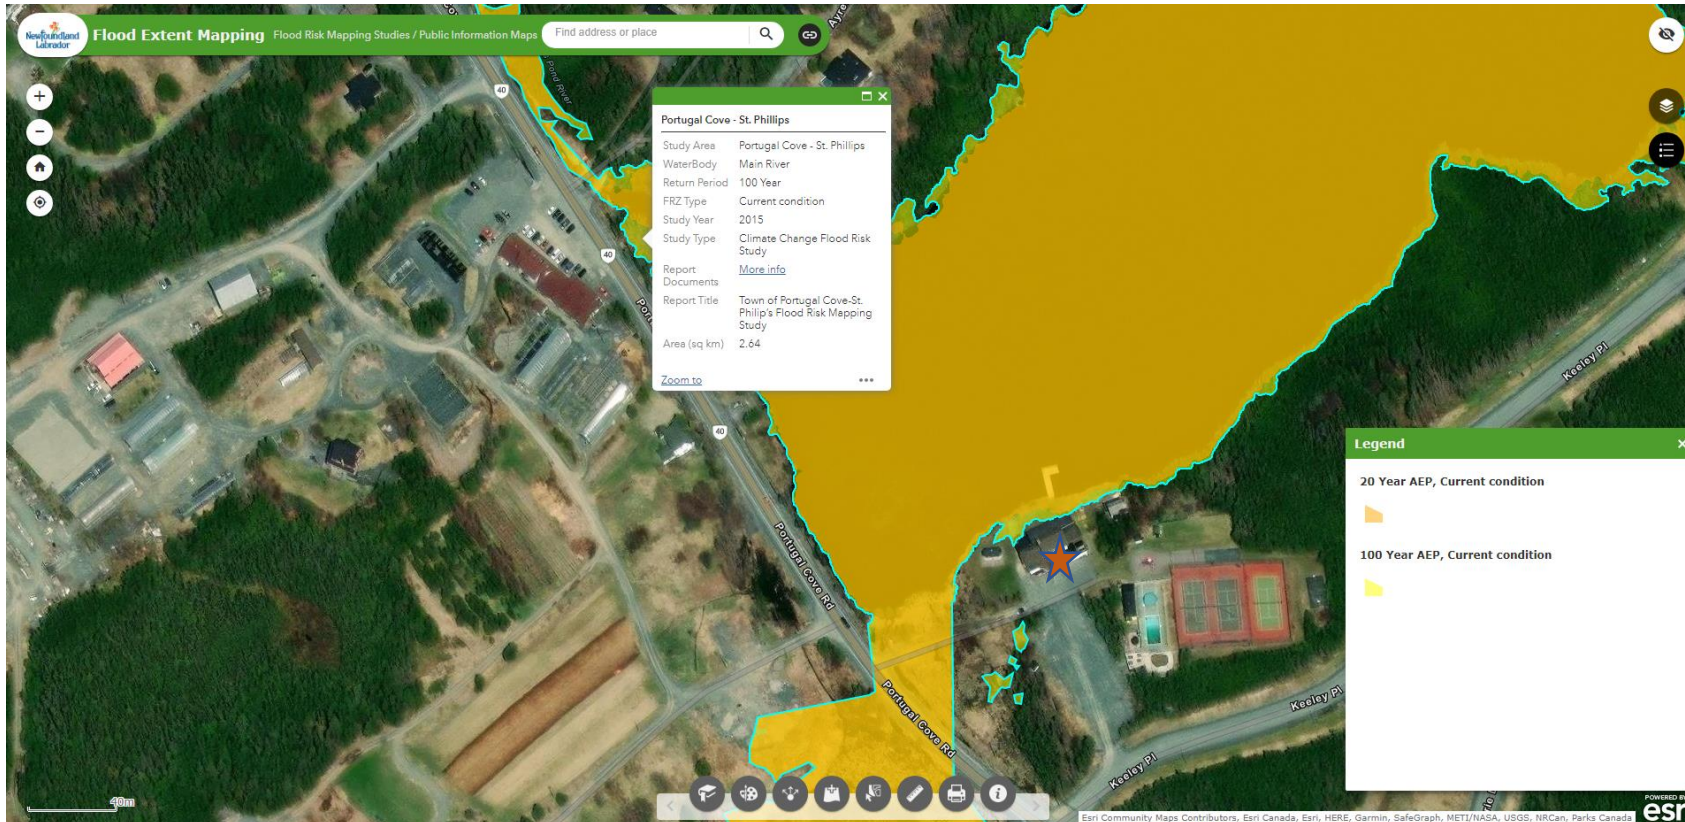 Newfoundland
Labrador
Flood Extent Mapping Flood Risk Mapping Studies / Public Information Maps
Find address or place
Ayre
Pond River
40
Portugal Cove - St. Phillips
Study Area Portugal Cove - St. Phillips
WaterBody Main River
Return Period 100 Year
FRZ Type Current condition
Study Year 2015
Study Type Climate Change Flood Risk
Study
Report More info
Documents
Report Title Town of Portugal Cove-St.
Philip's Flood Risk Mapping
Study
Area (sq km) 2.64
Zoom to
40
40
Portugal Cove Rd
Portugal Cove Rd
Keeley Pl
Keeley Pl
Keeley Pl
Legend
20 Year AEP, Current condition
100 Year AEP, Current condition
40m
Esri Community Maps Contributors, Esri Canada, Esri, HERE, Garmin, SafeGraph, METI/NASA, USGS, NRCan, Parks Canada
POWERED BY
esri